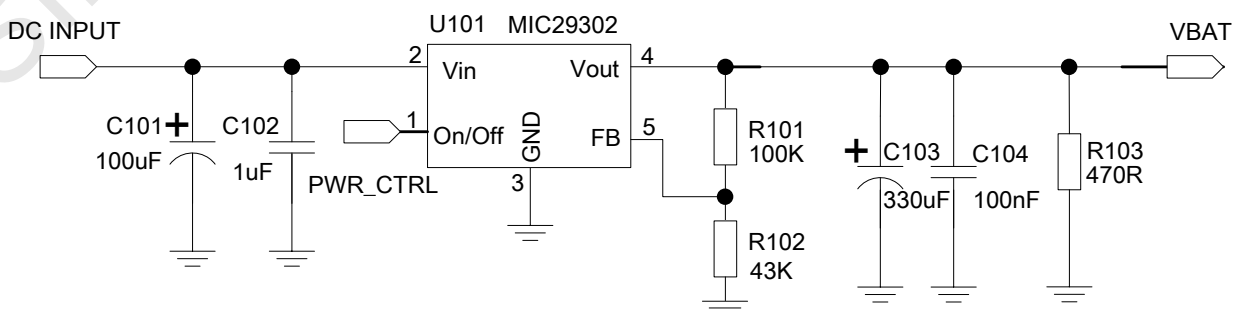 U101 MIC29302
DC INPUT
VBAT
2
4
Vin
Vout
1
On/Off
GND
FB
5
3
PWR_CTRL
C101
+
100uF
C102
1uF
R101
100K
R102
43K
+
C103
330uF
C104
100nF
R103
470R